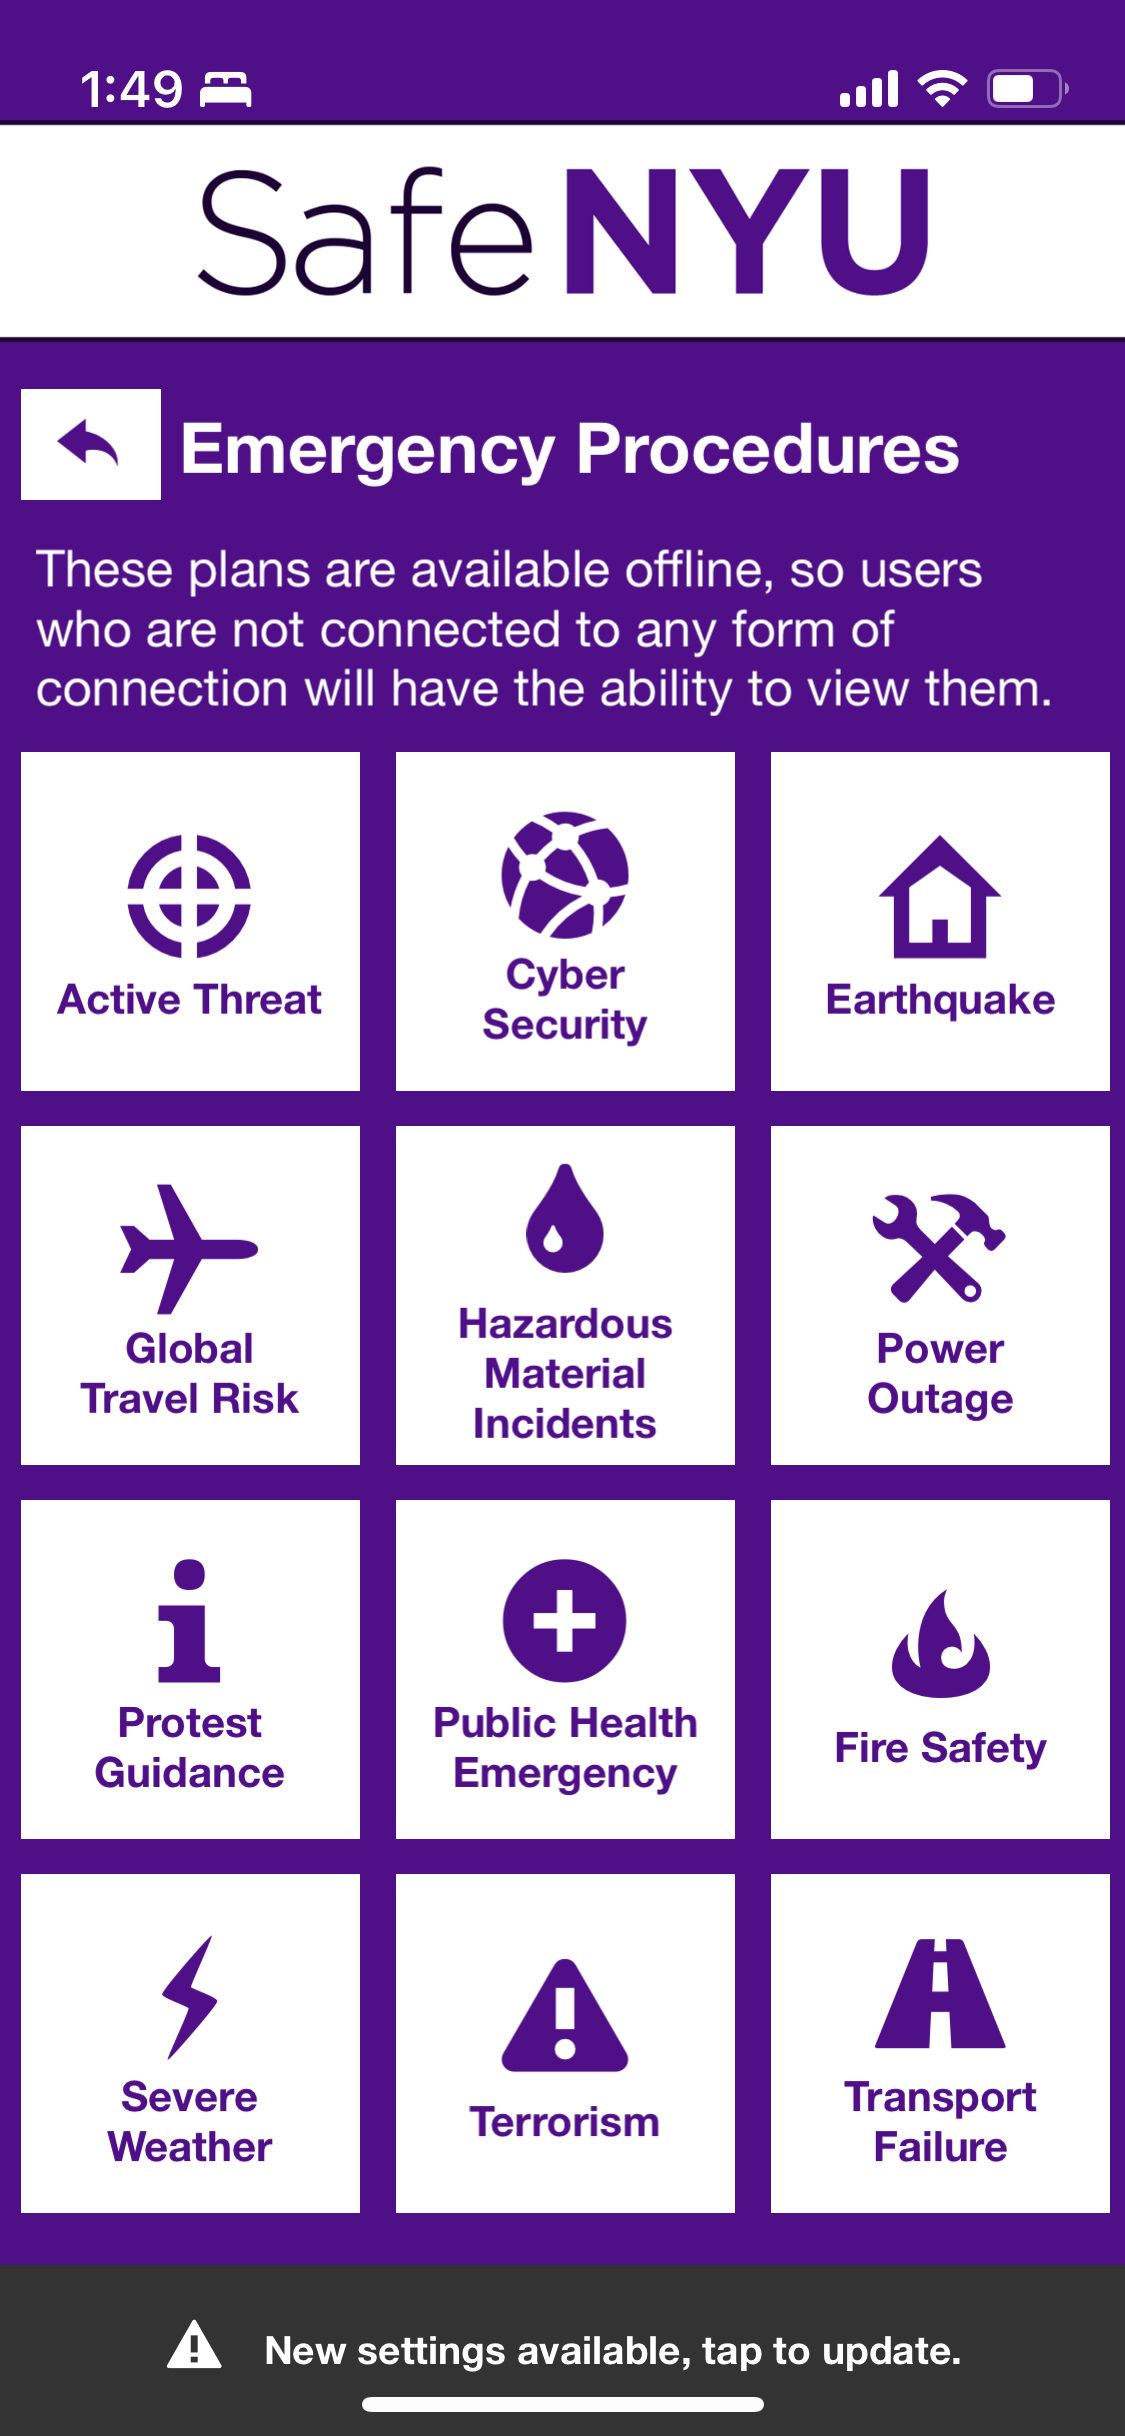 1:49
SafeNYU
Emergency Procedures
These plans are available offline, so users
who are not connected to any form of
connection will have the ability to view them.
Active Threat
Cyber
Security
Earthquake
Global
Travel Risk
Hazardous
Material
Incidents
Power
Outage
Protest
Guidance
Public Health
Emergency
Fire Safety
Severe
Weather
Terrorism
Transport
Failure
New settings available, tap to update.